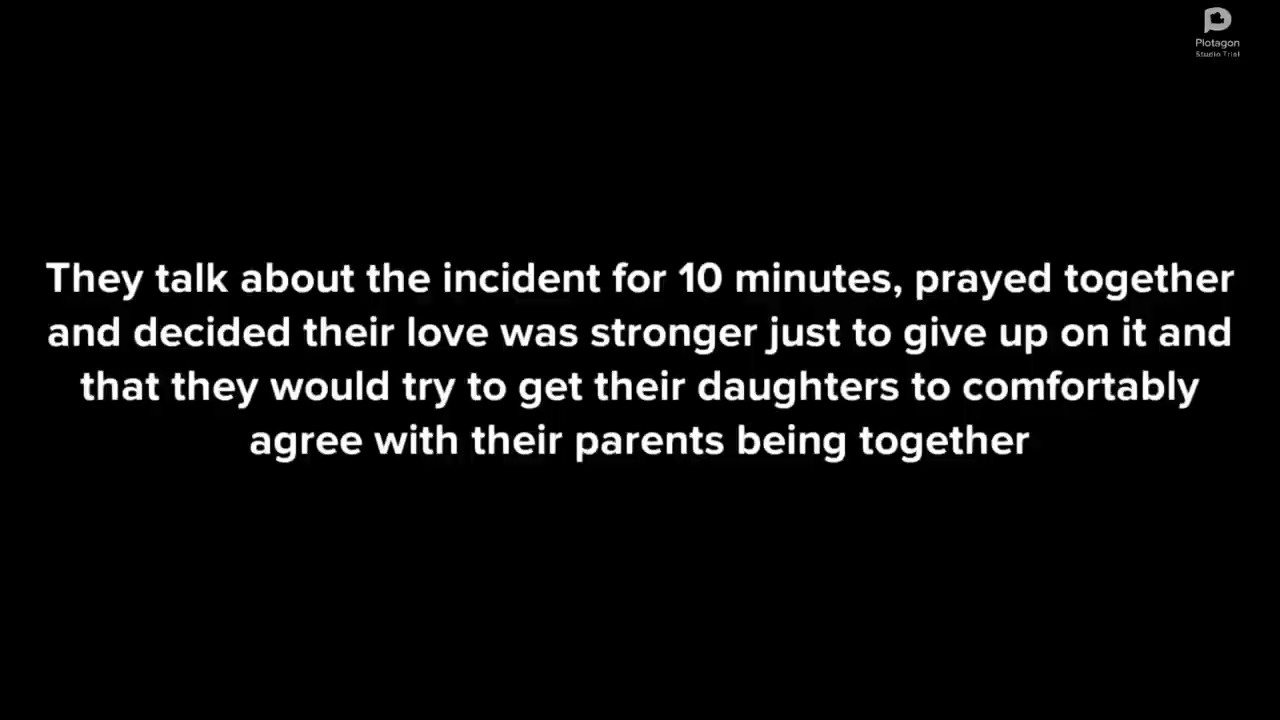 Plotagon
Studio Trial
They talk about the incident for 10 minutes, prayed together
and decided their love was stronger just to give up on it and
that they would try to get their daughters to comfortably
agree with their parents being together